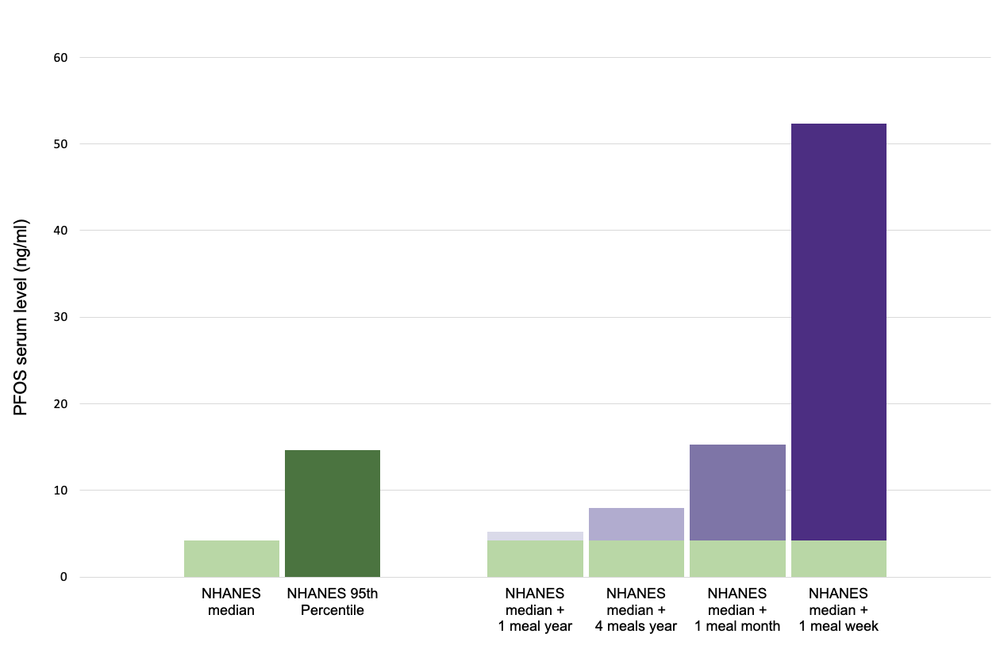 60
50
40
30
20
10
0
PFOS serum level (ng/ml)
NHANES
median
NHANES 95th
Percentile
NHANES
median +
1 meal year
NHANES
median +
4 meals year
NHANES
median +
1 meal month
NHANES
median +
1 meal week